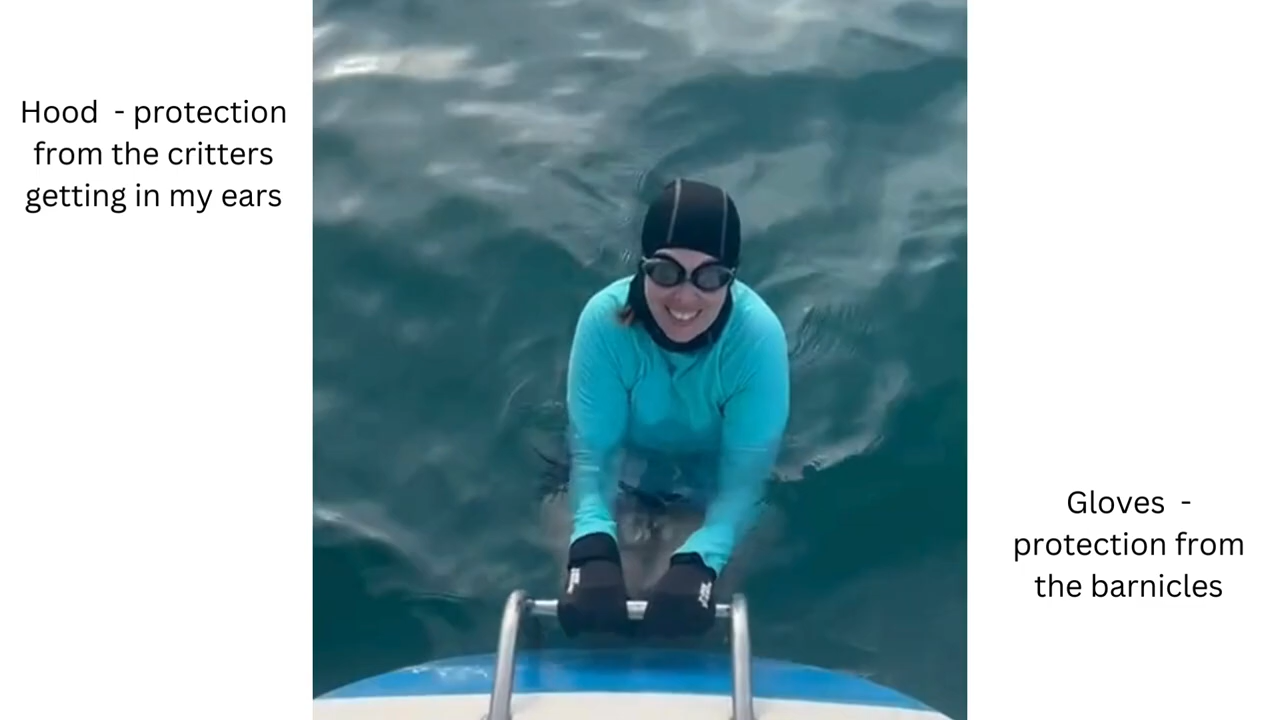 Hood  - protection
from the critters
getting in my ears
Gloves  -
protection from
the barnicles